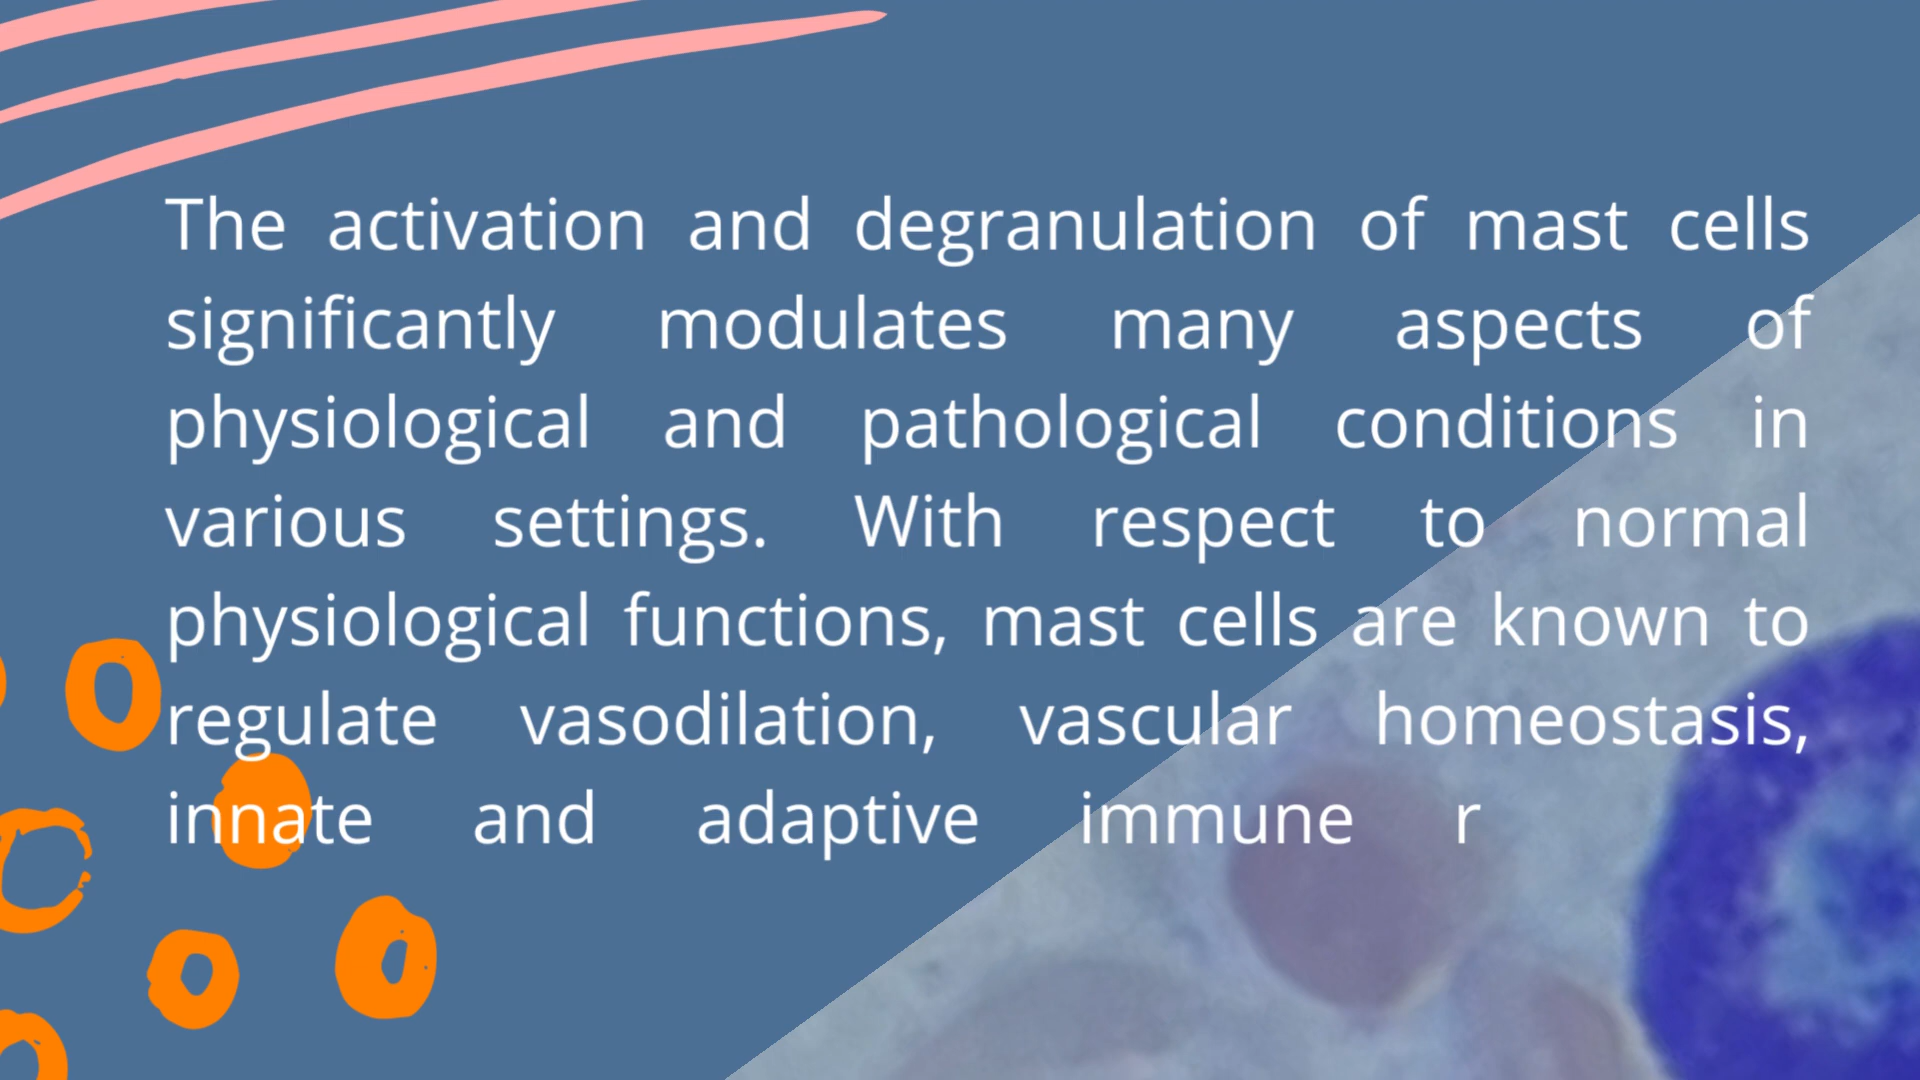 The activation and degranulation of mast cells
significantly modulates many aspects of
physiological and pathological conditions in
various settings. With respect to normal
physiological functions, mast cells are known to
regulate vasodilation, vascular homeostasis,
innate and adaptive immune r